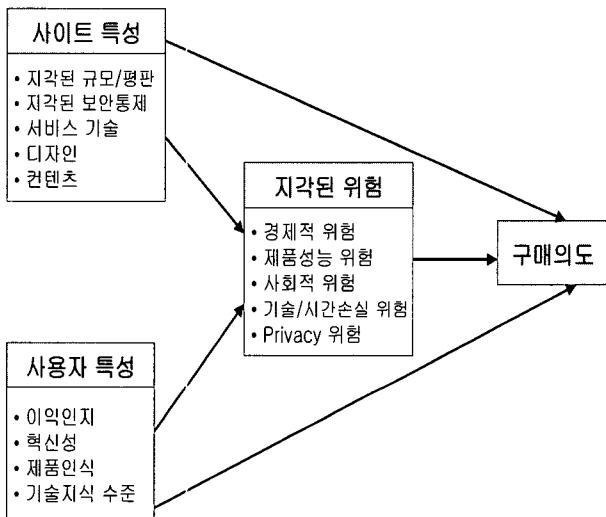 사이트 특성
• 지각된 규모/평판
• 지각된 보안통제
• 서비스 기술
• 디자인
• 컨텐츠
지각된 위험
• 경제적 위험
• 제품성능 위험
• 사회적 위험
• 기술/시간손실 위험
• Privacy 위험
구매의도
사용자 특성
• 이익인지
• 혁신성
• 제품인식
• 기술지식 수준